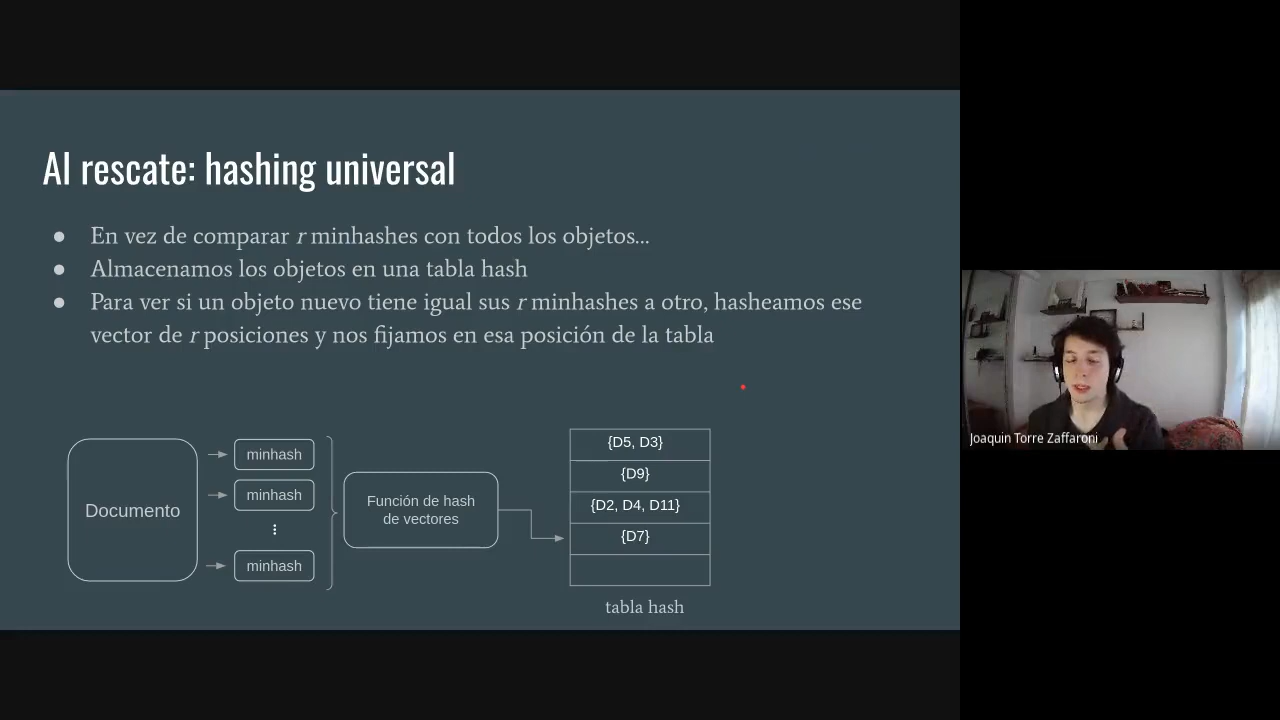 Al rescate: hashing universal
● En vez de comparar r minhashes con todos los objetos...
● Almacenamos los objetos en una tabla hash
● Para ver si un objeto nuevo tiene igual sus r minhashes a otro, hasheamos ese
vector de r posiciones y nos fijamos en esa posición de la tabla
Documento
minhash
minhash
⋮
minhash
Función de hash
de vectores
{D5, D3}
{D9}
{D2, D4, D11}
{D7}
tabla hash
Joaquin Torre Zaffaroni